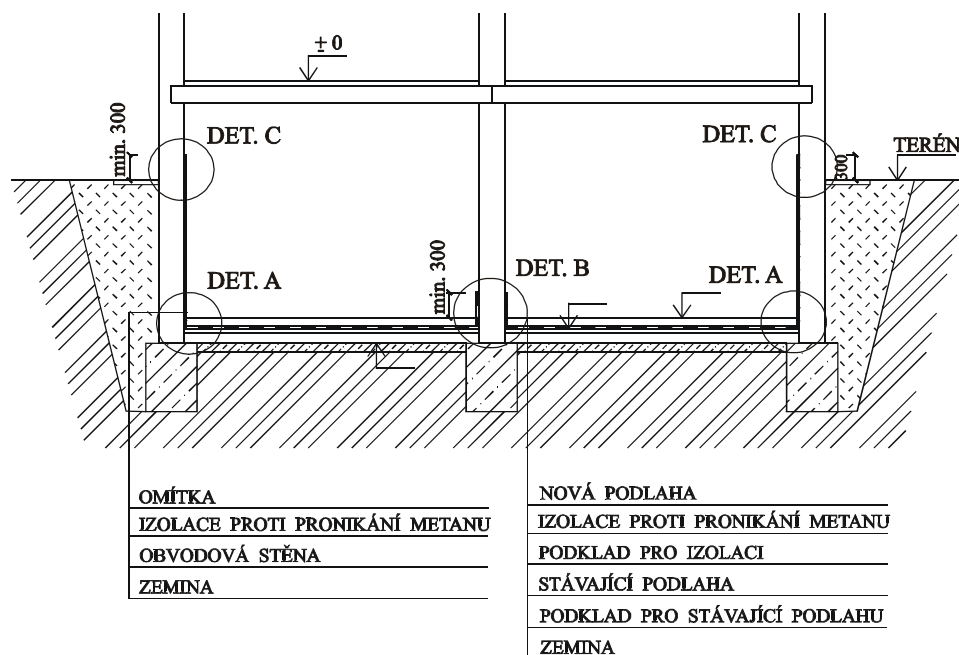 ± 0
min. 300
DET. C
DET. C
300
TERÉN
DET. A
min. 300
DET. B
DET. A
OMÍTKA
IZOLACE PROTI PRONIKÁNÍ METANU
OBVODOVÁ STĚNA
ZEMINA
NOVÁ PODLAHA
IZOLACE PROTI PRONIKÁNÍ METANU
PODKLAD PRO IZOLACI
STÁVAJÍCÍ PODLAHA
PODKLAD PRO STÁVAJÍCÍ PODLAHU
ZEMINA